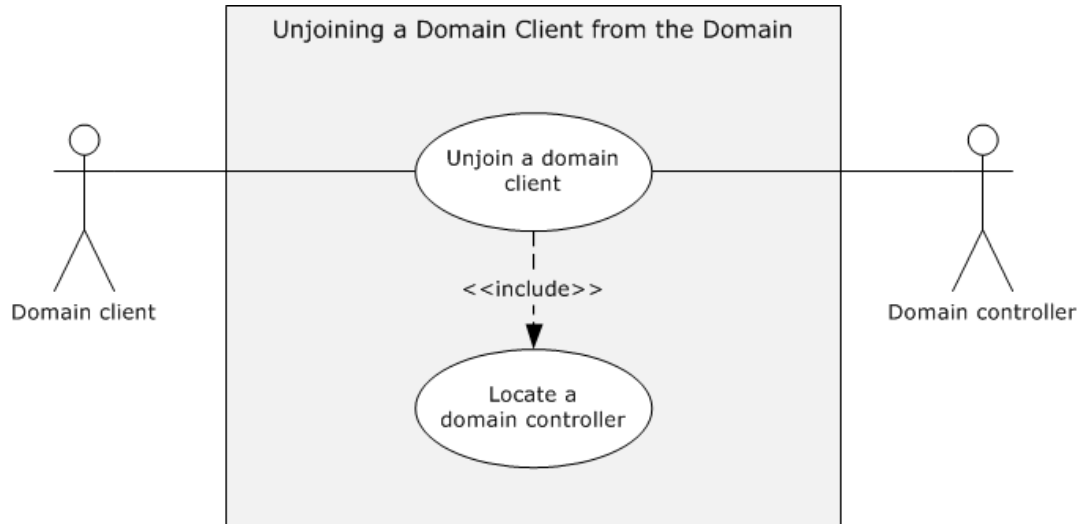 Unjoining a Domain Client from the Domain
Unjoin a domain
client
<<include>>
Domain client
Domain controller
Locate a
domain controller